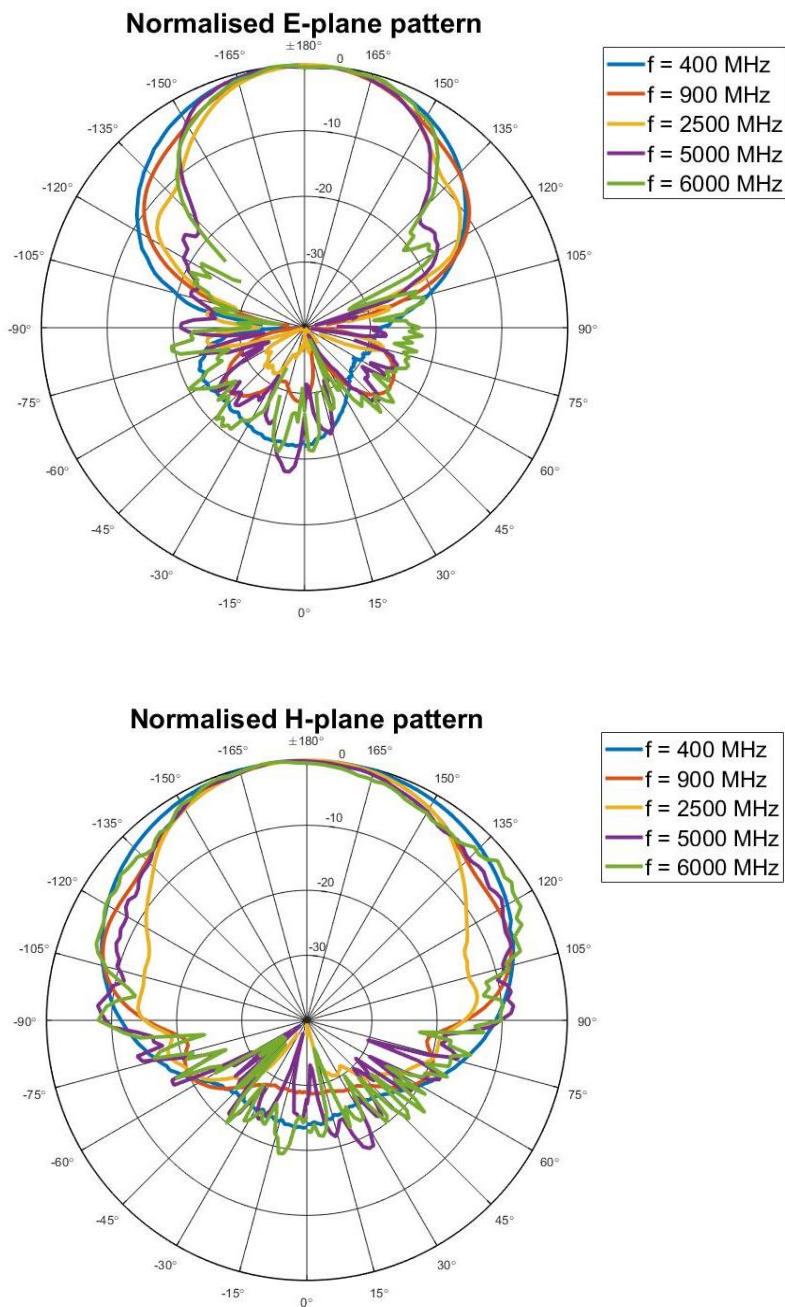 Normalised E-plane pattern
±180°
-165° 0 165°
-150° 150°
-135° -10 135°
-120° -20 120°
-105° -30 105°
-90° 90°
-75° 75°
-60° 60°
-45° 45°
-30° 30°
-15° 15°
0°
f = 400 MHz
f = 900 MHz
f = 2500 MHz
f = 5000 MHz
f = 6000 MHz
Normalised H-plane pattern
±180°
-165° 0 165°
-150° 150°
-135° -10 135°
-120° -20 120°
-105° -30 105°
-90° 90°
-75° 75°
-60° 60°
-45° 45°
-30° 30°
-15° 15°
0°
f = 400 MHz
f = 900 MHz
f = 2500 MHz
f = 5000 MHz
f = 6000 MHz